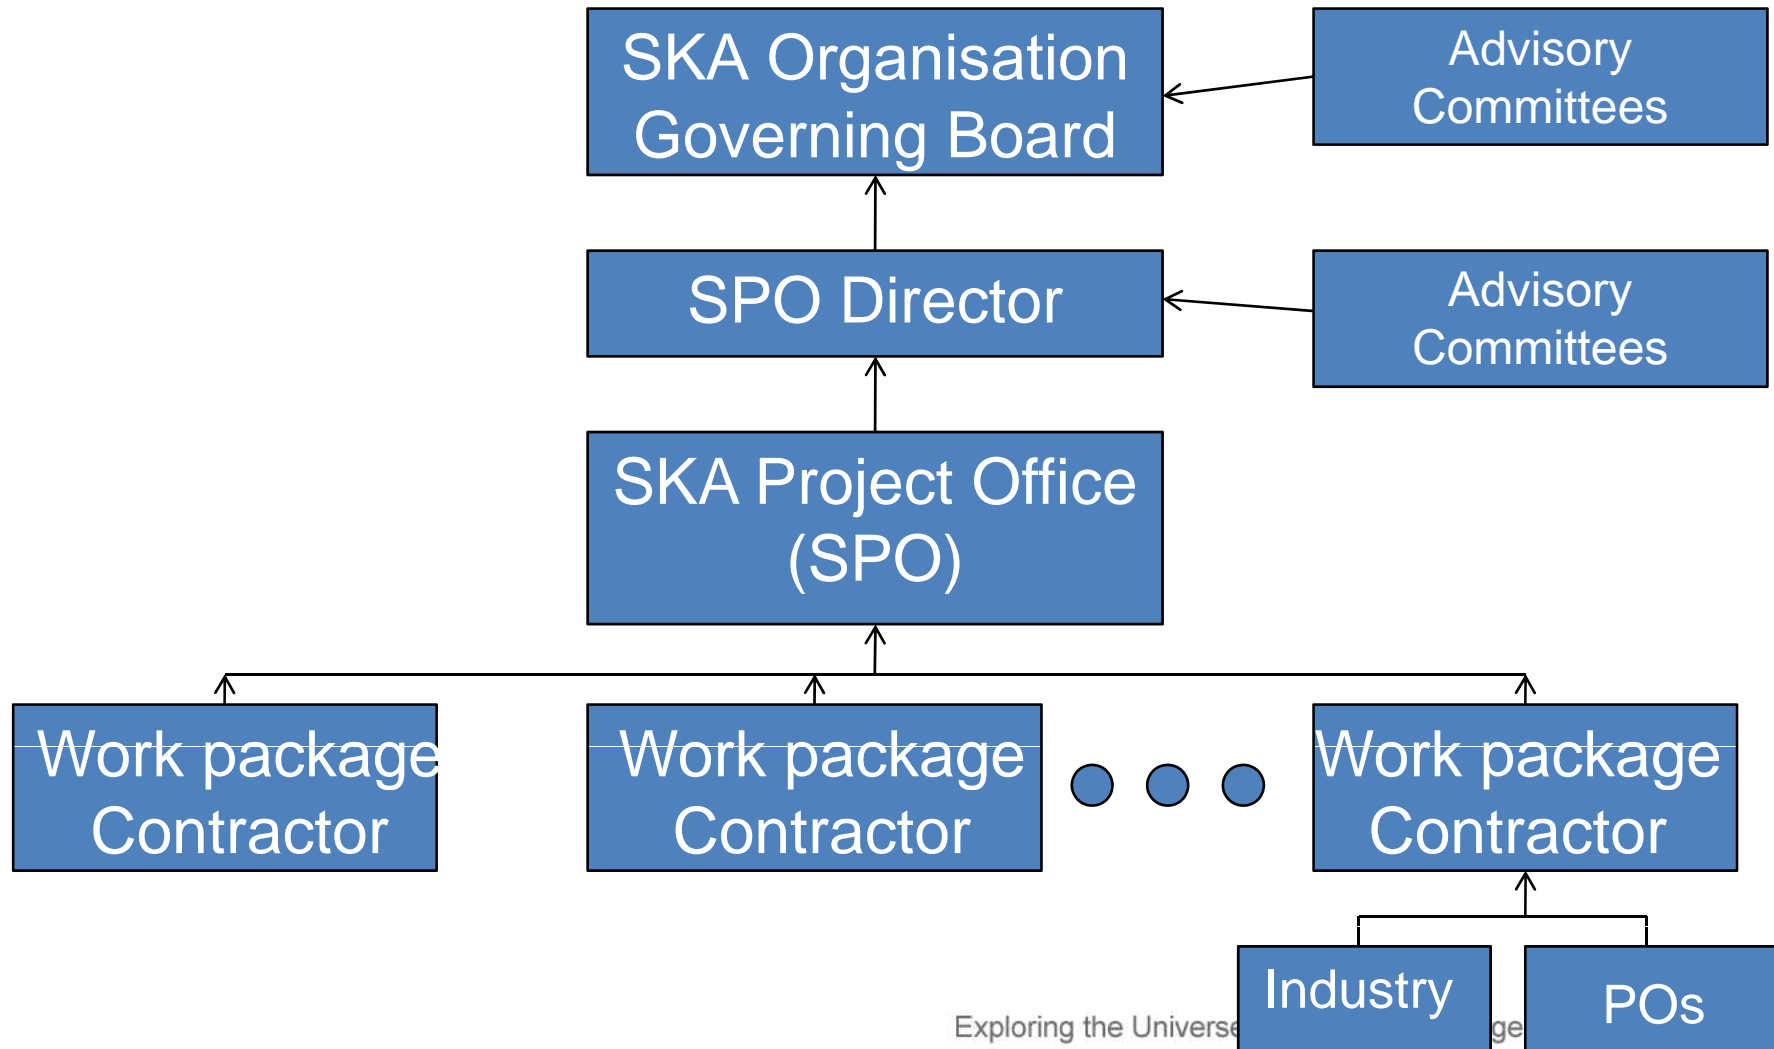 SKA Organisation
Governing Board
Advisory
Committees
SPO Director
Advisory
Committees
SKA Project Office
(SPO)
Work package
Contractor
Work package
Contractor
Work package
Contractor
Industry
POs
Exploring the Universe